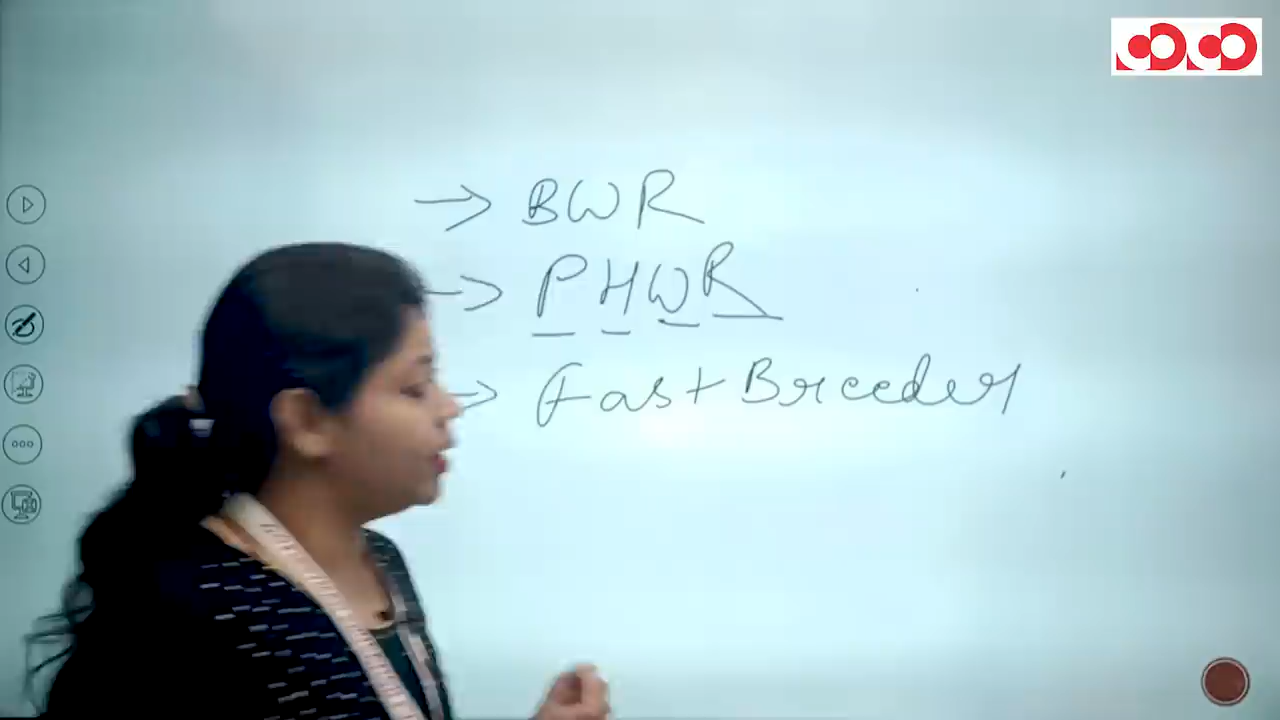 → BWR
→ PHWR
→ Fast Breeder